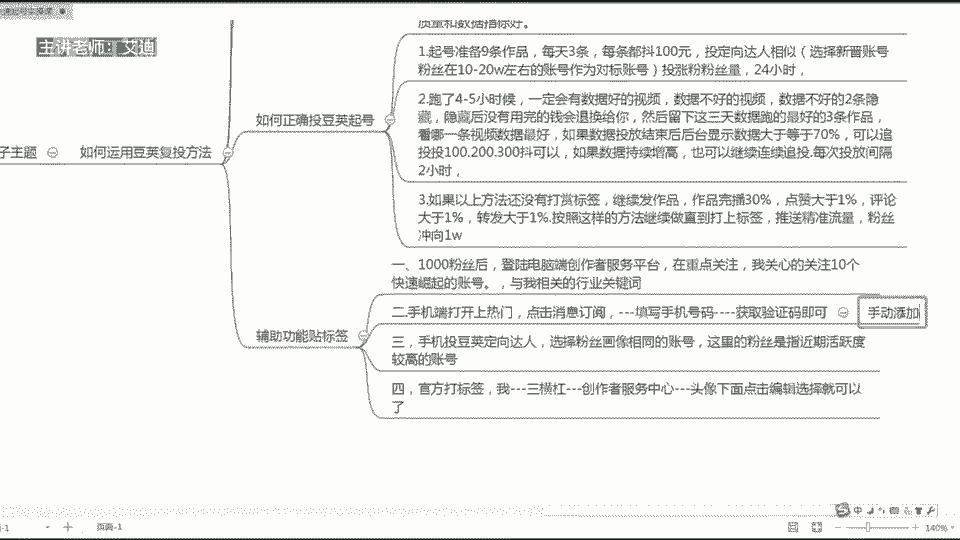 主讲老师：艾迪
质量和数据指标好。
1.起号准备9条作品，每天3条，每条都抖100元，投定向达人相似（选择新晋账号
粉丝在10-20w左右的账号作为对标账号）投涨粉粉丝量，24小时，
如何正确投豆荚起号
2.跑了4-5小时候，一定会有数据好的视频，数据不好的视频，数据不好的2条隐
藏，隐藏后没有用完的钱会退换给你，然后留下这三天数据跑的最好的3条作品，
看哪一条视频数据最好，如果数据投放结束后后台显示数据大于等于70%，可以追
投投100.200.300抖可以，如果数据持续增高，也可以继续连续追投.每次投放间隔
2小时，
子主题
如何运用豆荚复投方法
3.如果以上方法还没有打赏标签，继续发作品，作品完播30%，点赞大于1%，评论
大于1%，转发大于1%.按照这样的方法继续做直到打上标签，推送精准流量，粉丝
冲向1w
一、1000粉丝后，登陆电脑端创作者服务平台，在重点关注，我关心的关注10个
快速崛起的账号。，与我相关的行业关键词
二.手机端打开上热门，点击消息订阅，---填写手机号码----获取验证码即可
手动添加
辅助功能贴标签
三，手机投豆荚定向达人，选择粉丝画像相同的账号，这里的粉丝是指近期活跃度
较高的账号
四，官方打标签，我---三横杠---创作者服务中心---头像下面点击编辑选择就可以
了
页面-1
中
140%